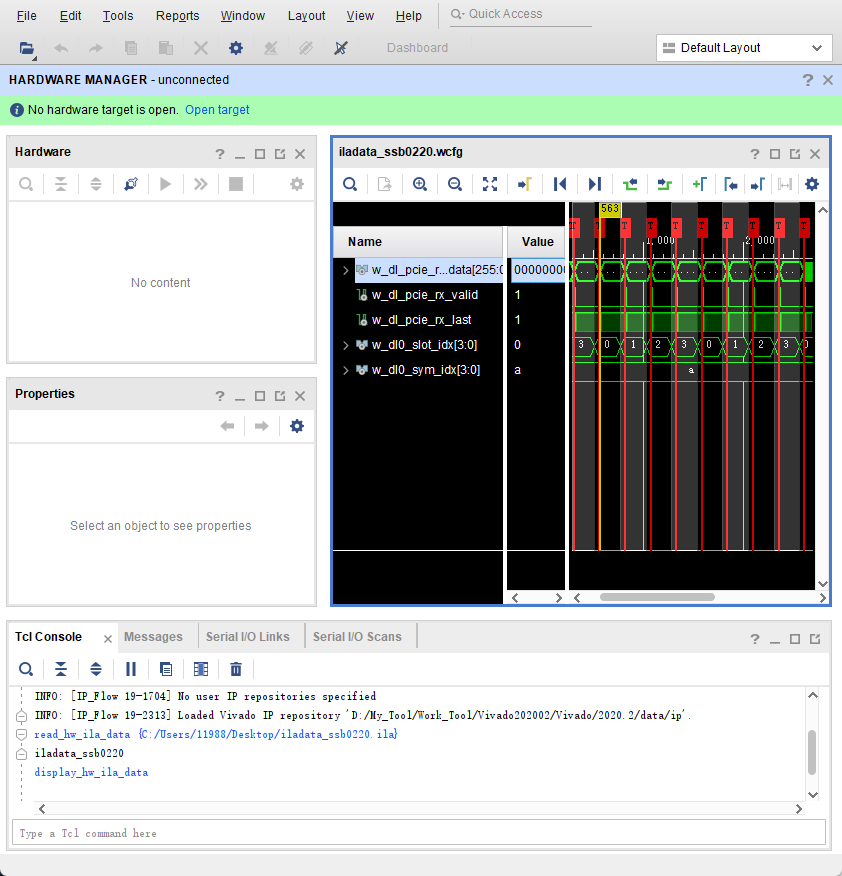 File Edit Tools Reports Window Layout View Help Quick Access
Dashboard Default Layout
HARDWARE MANAGER - unconnected
No hardware target is open. Open target
Hardware
No content
Properties
Select an object to see properties
iladata_ssb0220.wcfg
563
T T T T T T T T T
1,000 2,000
Name Value
w_dl_pcie_r...data[255:0 00000000
w_dl_pcie_rx_valid 1
w_dl_pcie_rx_last 1
w_dl0_slot_idx[3:0] 0 3 0 1 2 3 0 1 2 3 0
w_dl0_sym_idx[3:0] a a
Tcl Console Messages Serial I/O Links Serial I/O Scans
INFO: [IP_Flow 19-1704] No user IP repositories specified
INFO: [IP_Flow 19-2313] Loaded Vivado IP repository 'D:/My_Tool/Work_Tool/Vivado202002/Vivado/2020.2/data/ip'.
read_hw_ila_data {C:/Users/11988/Desktop/iladata_ssb0220.ila}
iladata_ssb0220
display_hw_ila_data
Type a Tcl command here